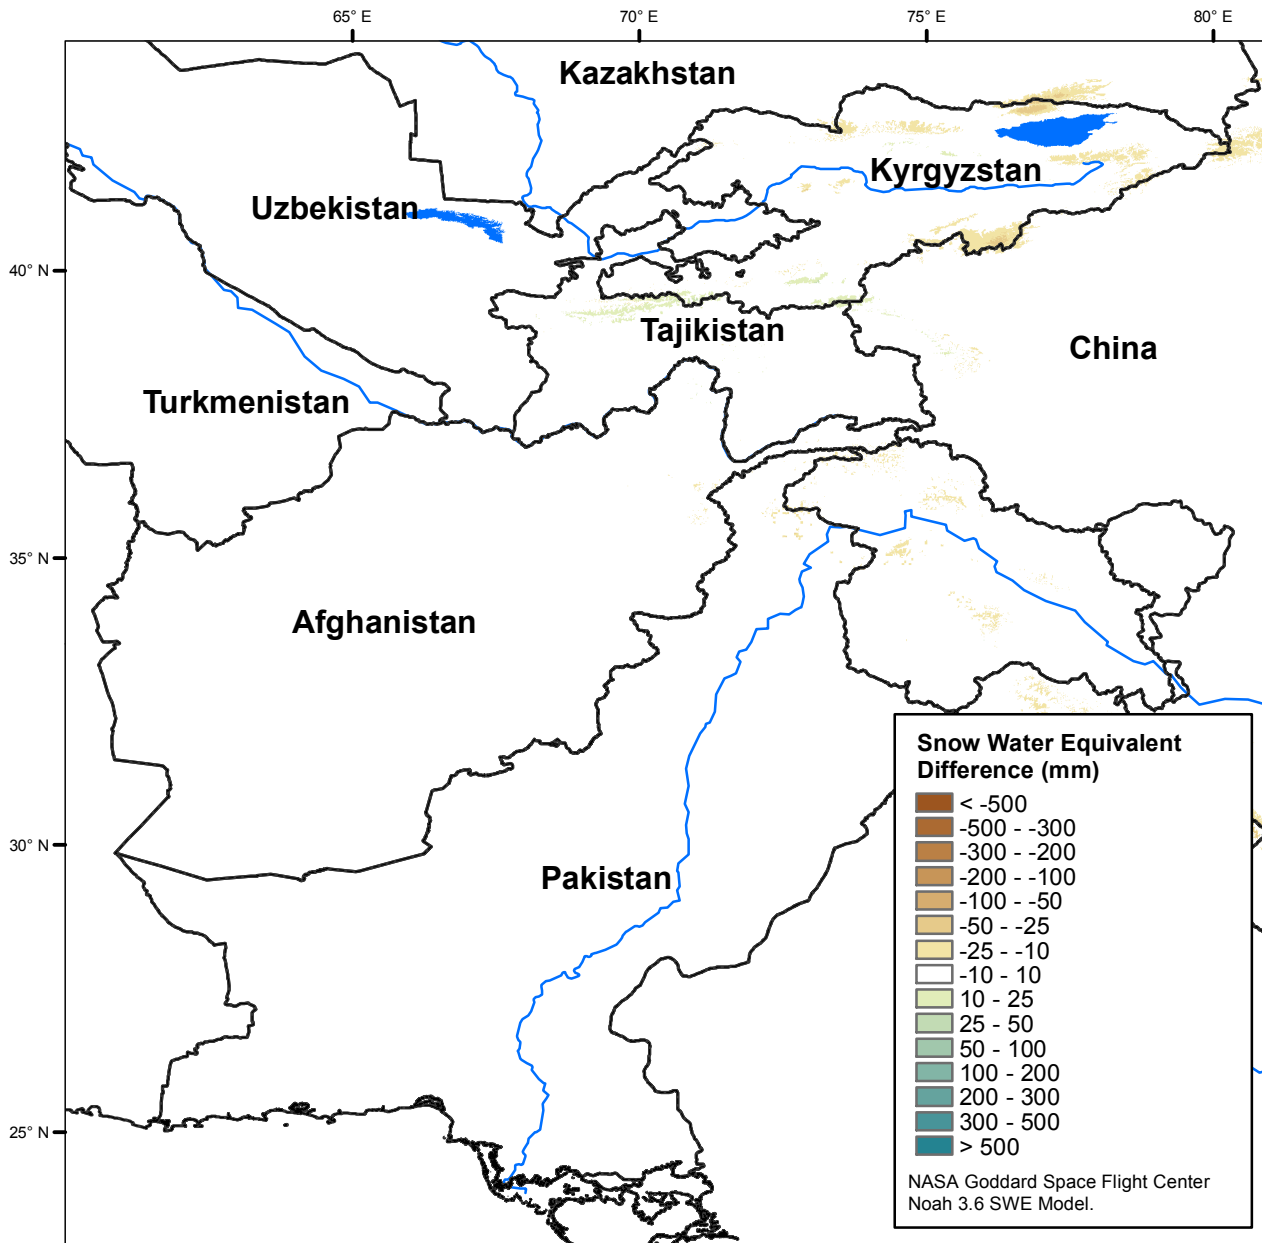 65° E
70° E
75° E
80° E
Kazakhstan
Kyrgyzstan
Uzbekistan
40° N
Tajikistan
China
Turkmenistan
35° N
Afghanistan
30° N
Pakistan
25° N
Snow Water Equivalent
Difference (mm)
< -500
-500 - -300
-300 - -200
-200 - -100
-100 - -50
-50 - -25
-25 - -10
-10 - 10
10 - 25
25 - 50
50 - 100
100 - 200
200 - 300
300 - 500
> 500
NASA Goddard Space Flight Center
Noah 3.6 SWE Model.